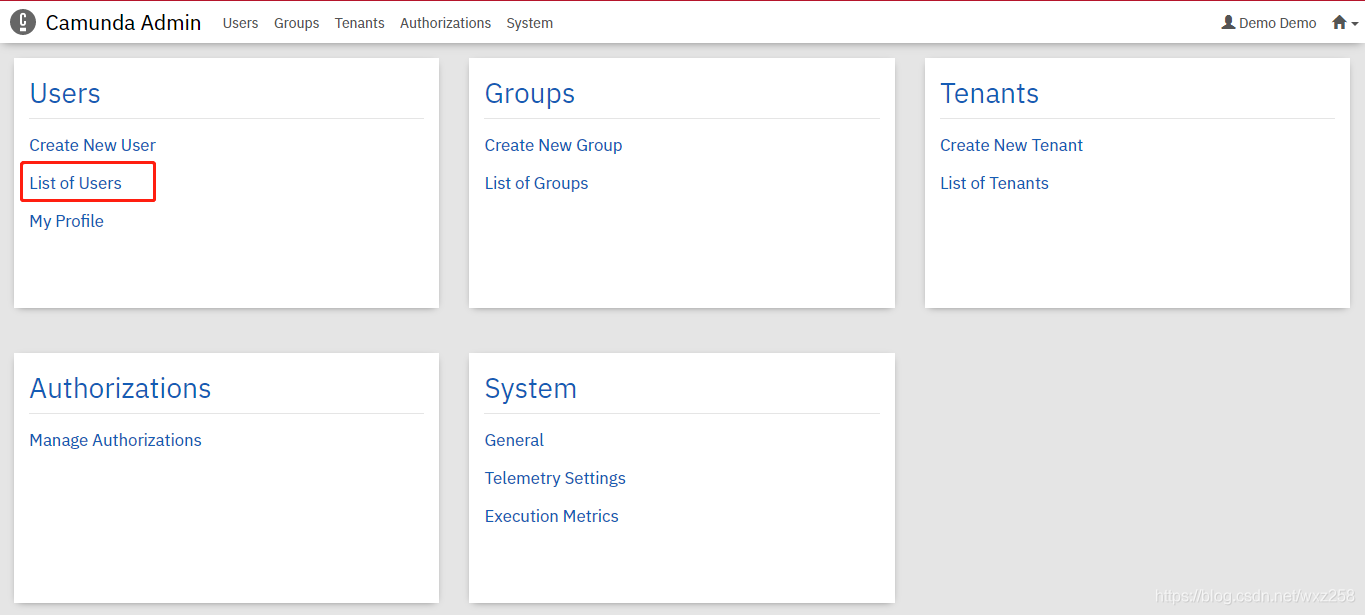 Camunda Admin Users Groups Tenants Authorizations System Demo Demo
Users
Create New User
List of Users
My Profile
Groups
Create New Group
List of Groups
Tenants
Create New Tenant
List of Tenants
Authorizations
Manage Authorizations
System
General
Telemetry Settings
Execution Metrics
https://blog.csdn.net/wxz258